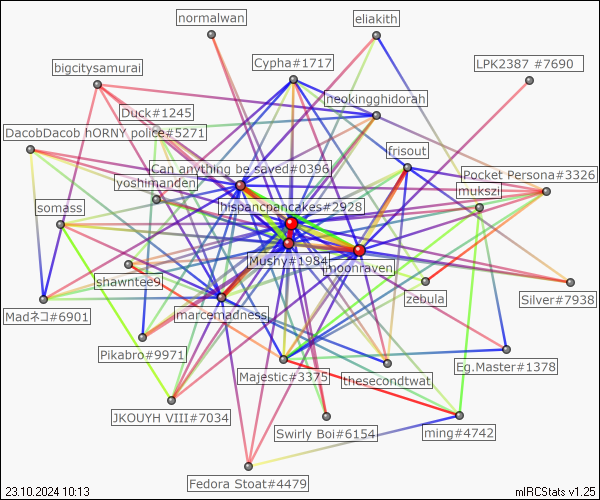 normalwan
eliakith
Cypha#1717
LPK2387 #7690
bigcitysamurai
neokingghidorah
Duck#1245
DacobDacob hORNY police#5271
frisout
Can anything be saved#0396
Pocket Persona#3326
yoshimanden
mukszi
somass
hispancpancakes#2928
Mushy#1984
moonraven
shawntee9
zebula
Silver#7938
Madネコ#6901
marcemadness
Pikabro#9971
Eg.Master#1378
Majestic#3375
thesecondtwat
JKOUYH VIII#7034
Swirly Boi#6154
ming#4742
Fedora Stoat#4479
23.10.2024 10:13
mIRCStats v1.25